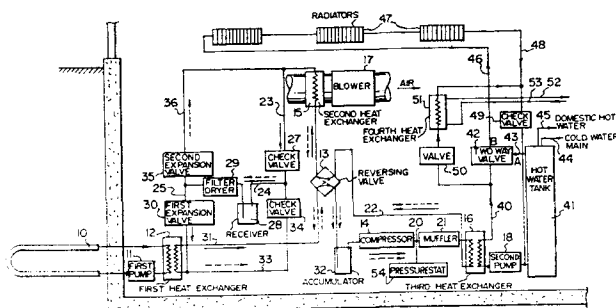 RADIATORS
47
48
17
BLOWER
AIR
46
53
52
36
23
15
SECOND HEAT
EXCHANGER
51
FOURTH HEAT
EXCHANGER
CHECK
VALVE
49
45
DOMESTIC HOT
WATER
27
CHECK
VALVE
42
B
43
COLD WATER
MAIN
SECOND EXPANSION
VALVE
29
13
REVERSING
VALVE
VALVE
50
TWO WAY
VALVE
A
44
35
25
FILTER
DRYER
24
HOT
WATER
TANK
30
FIRST
EXPANSION
VALVE
28
RECEIVER
CHECK
VALVE
34
22
40
41
10
11
12
31
14
COMPRESSOR
20
21
MUFFLER
16
18
FIRST
PUMP
33
32
ACCUMULATOR
54
PRESSURESTAT
SECOND
PUMP
FIRST HEAT EXCHANGER
THIRD HEAT EXCHANGER